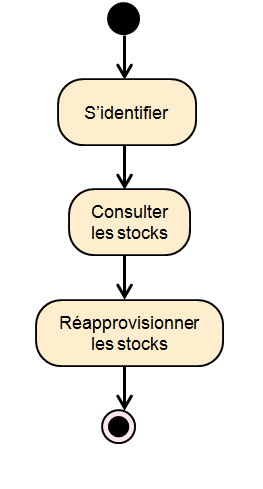 S’identifier
Consulter
les stocks
Réapprovisionner
les stocks